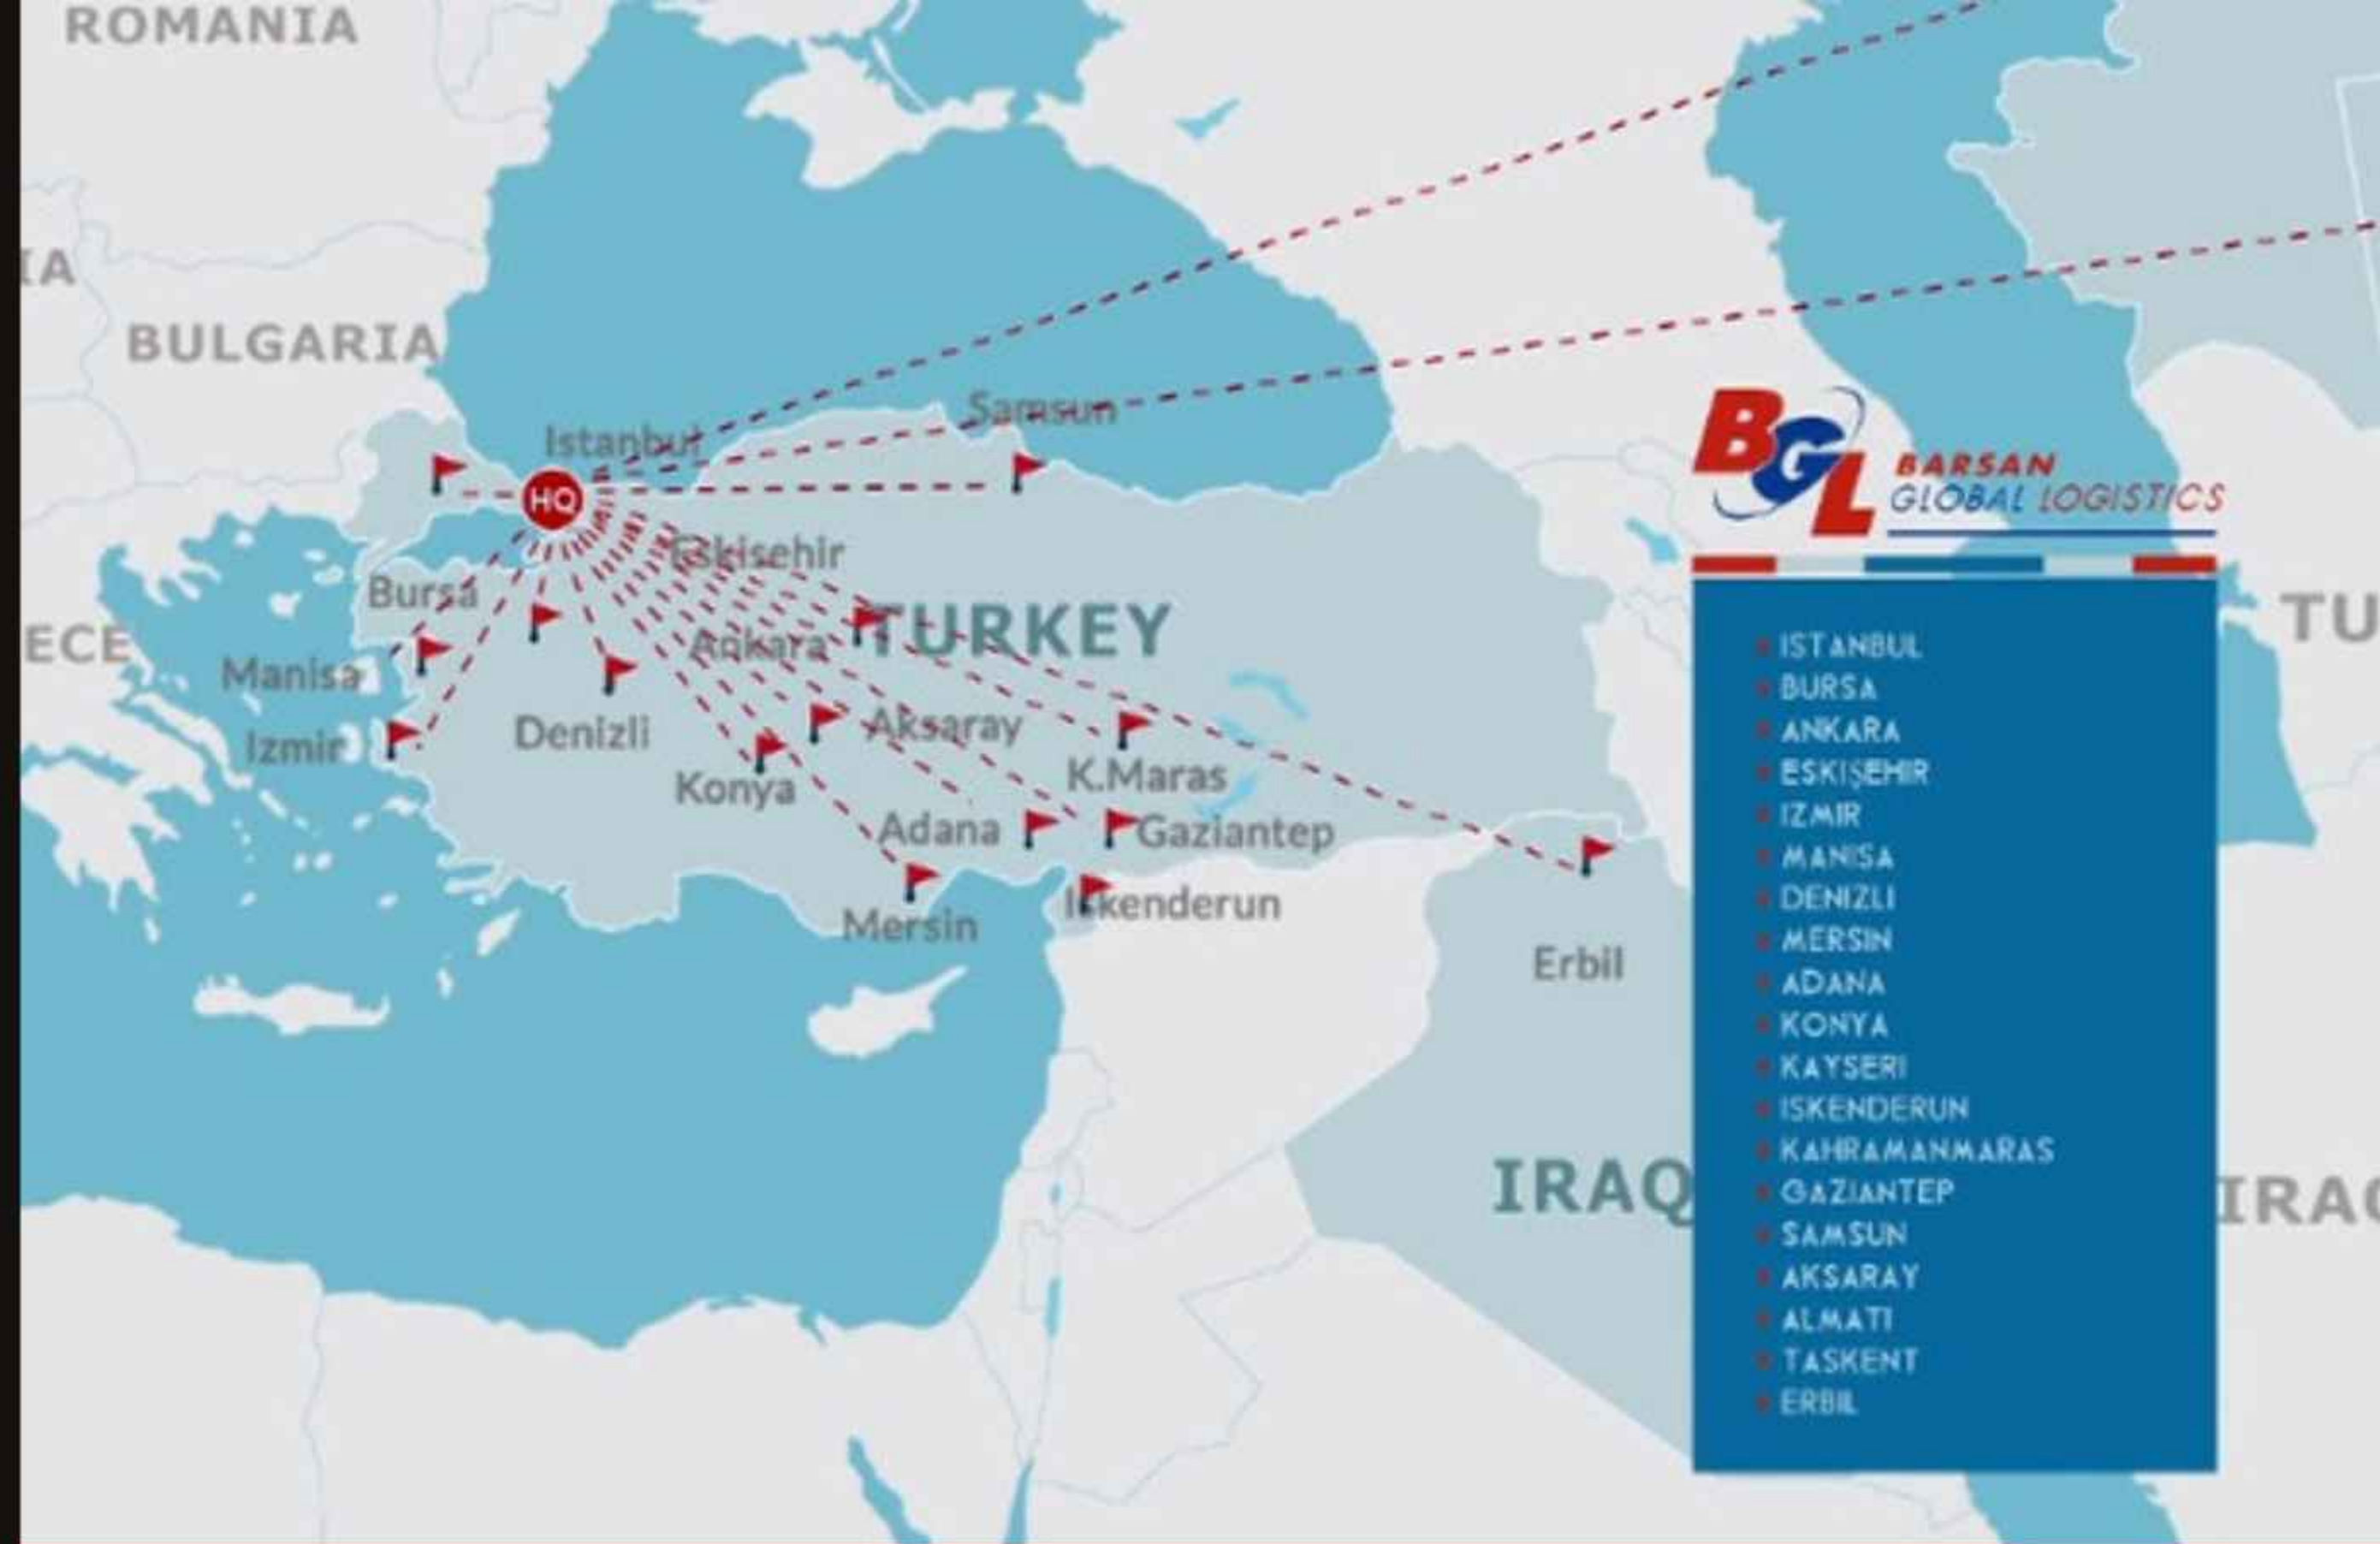 ROMANIA
IA
BULGARIA
Samsun
Istanbul
HQ
Eskisehir
Bursa
TURKEY
ECE
Ankara
Manisa
Denizli
Aksaray
Izmir
K.Maras
Konya
Adana
Gaziantep
Iskenderun
Mersin
Erbil
IRAQ
TU
IRA
BGL
BARSAN
GLOBAL LOGISTICS
ISTANBUL
BURSA
ANKARA
ESKIŞEHIR
IZMIR
MANISA
DENIZLI
MERSIN
ADANA
KONYA
KAYSERI
ISKENDERUN
KAHRAMANMARAS
GAZIANTEP
SAMSUN
AKSARAY
ALMATI
TASKENT
ERBIL